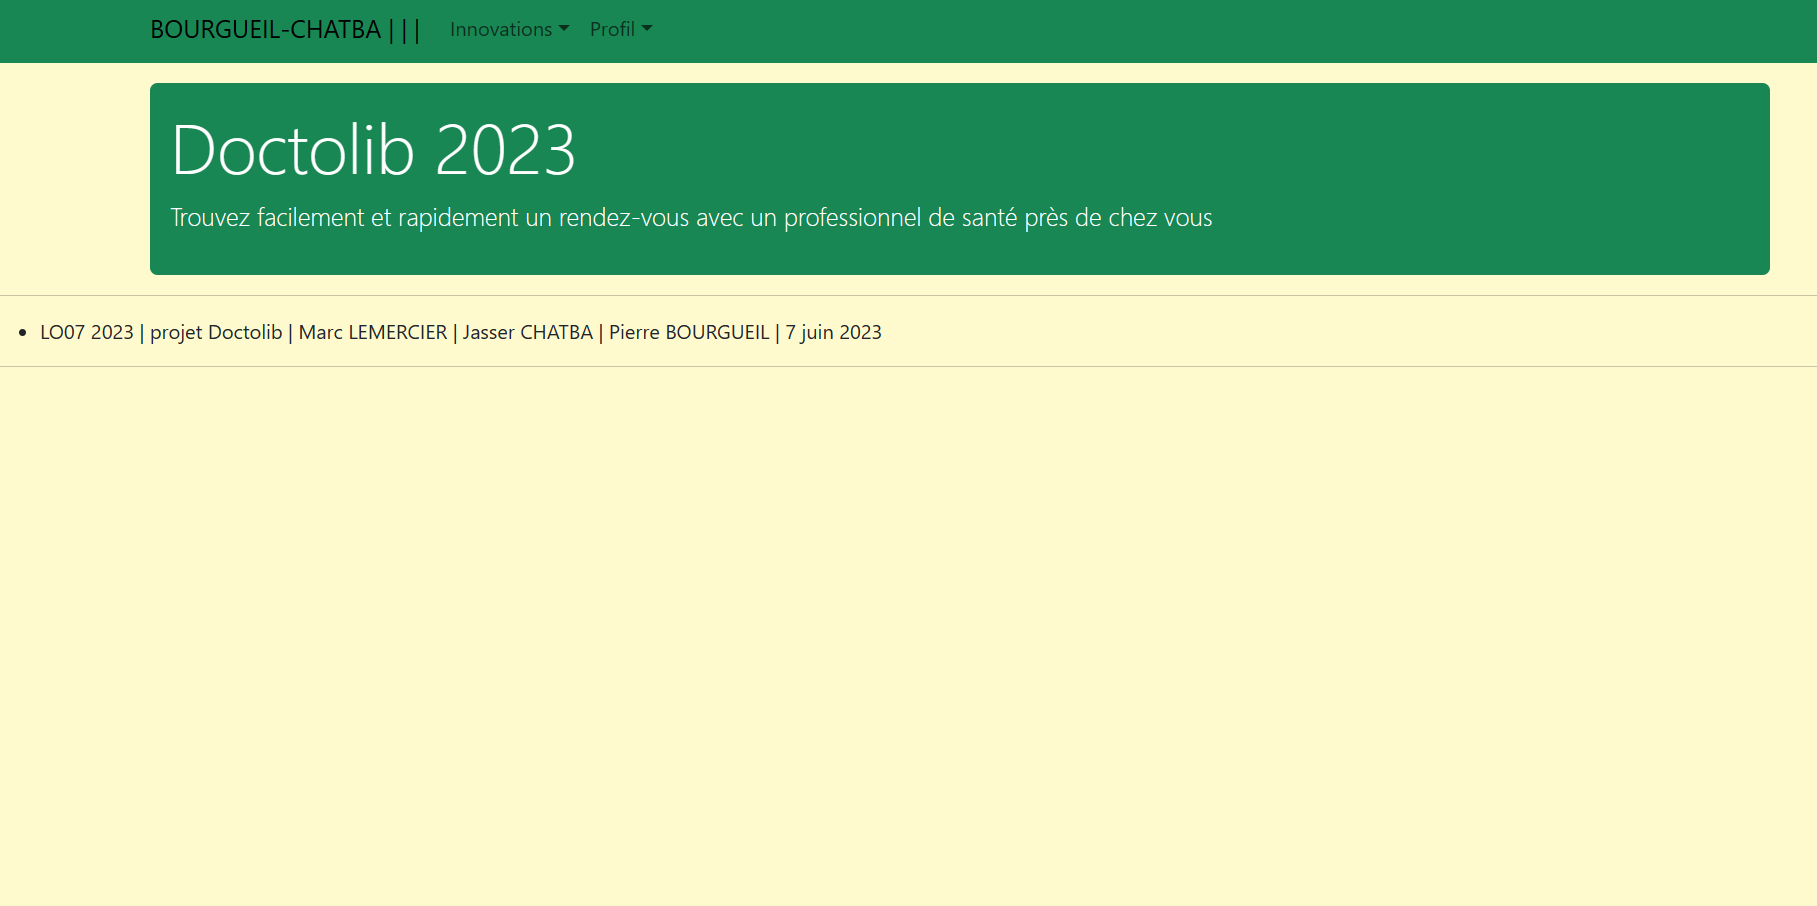 BOURGUEIL-CHATBA | | | Innovations Profil
Doctolib 2023
Trouvez facilement et rapidement un rendez-vous avec un professionnel de santé près de chez vous
LO07 2023 | projet Doctolib | Marc LEMERCIER | Jasser CHATBA | Pierre BOURGUEIL | 7 juin 2023